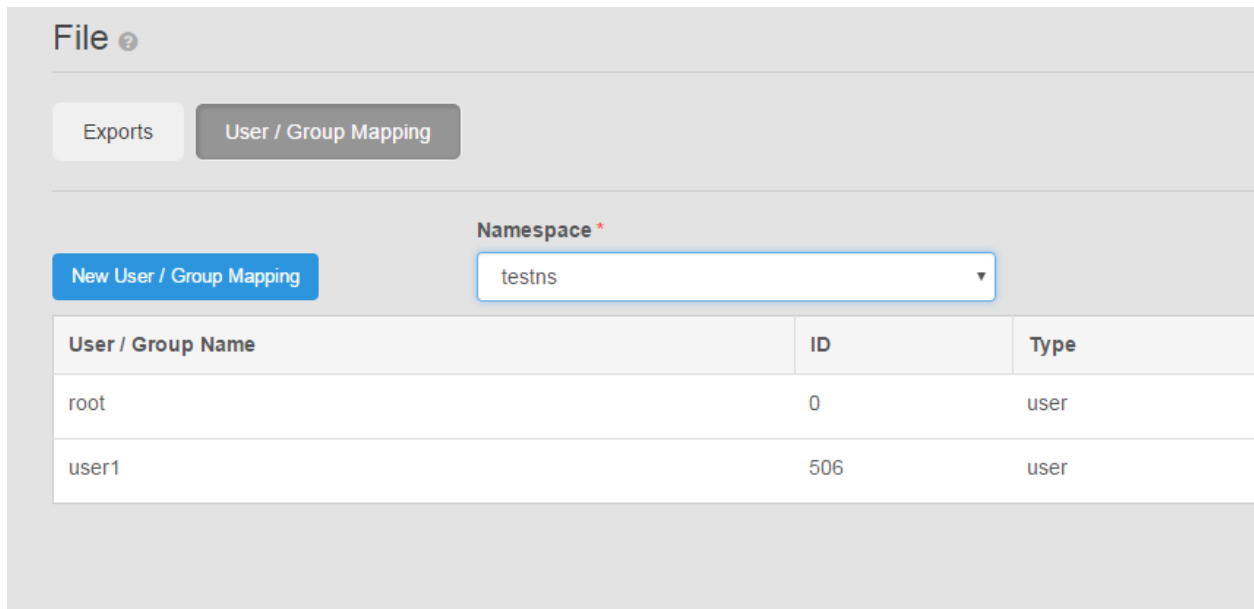 File
Exports User / Group Mapping
Namespace *
New User / Group Mapping testns
User / Group Name ID Type
root 0 user
user1 506 user